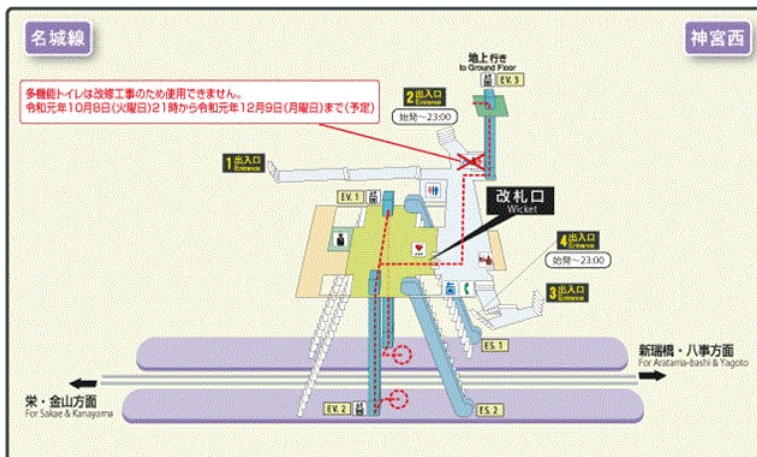 名城線
神宮西
地上行き
to Ground Floor
EV. 3
多機能トイレは改修工事のため使用できません。
令和元年10月8日(火曜日)21時から令和元年12月9日(月曜日)まで(予定)
2出入口
Entrance
始発～23:00
1出入口
Entrance
EV. 1
改札口
Wicket
4出入口
Entrance
始発～23:00
3出入口
Entrance
ES. 1
新瑞橋・八事方面
For Aratama-bashi & Yagoto
栄・金山方面
For Sakae & Kanayama
EV. 2
ES. 2